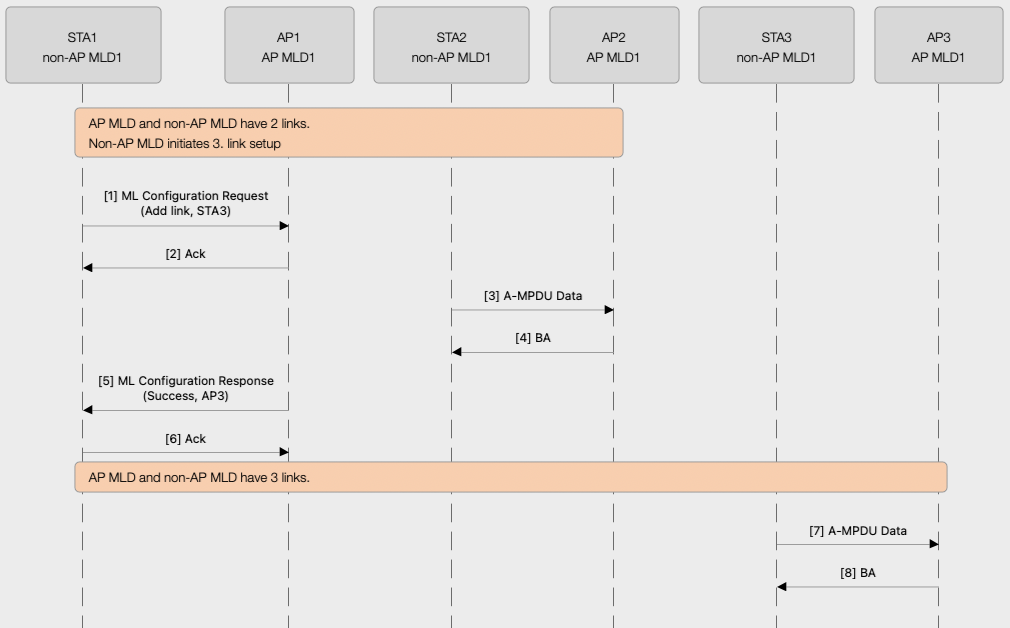 STA1
non-AP MLD1
AP1
AP MLD1
STA2
non-AP MLD1
AP2
AP MLD1
STA3
non-AP MLD1
AP3
AP MLD1
AP MLD and non-AP MLD have 2 links.
Non-AP MLD initiates 3. link setup
[1] ML Configuration Request
(Add link, STA3)
[2] Ack
[3] A-MPDU Data
[4] BA
[5] ML Configuration Response
(Success, AP3)
[6] Ack
AP MLD and non-AP MLD have 3 links.
[7] A-MPDU Data
[8] BA